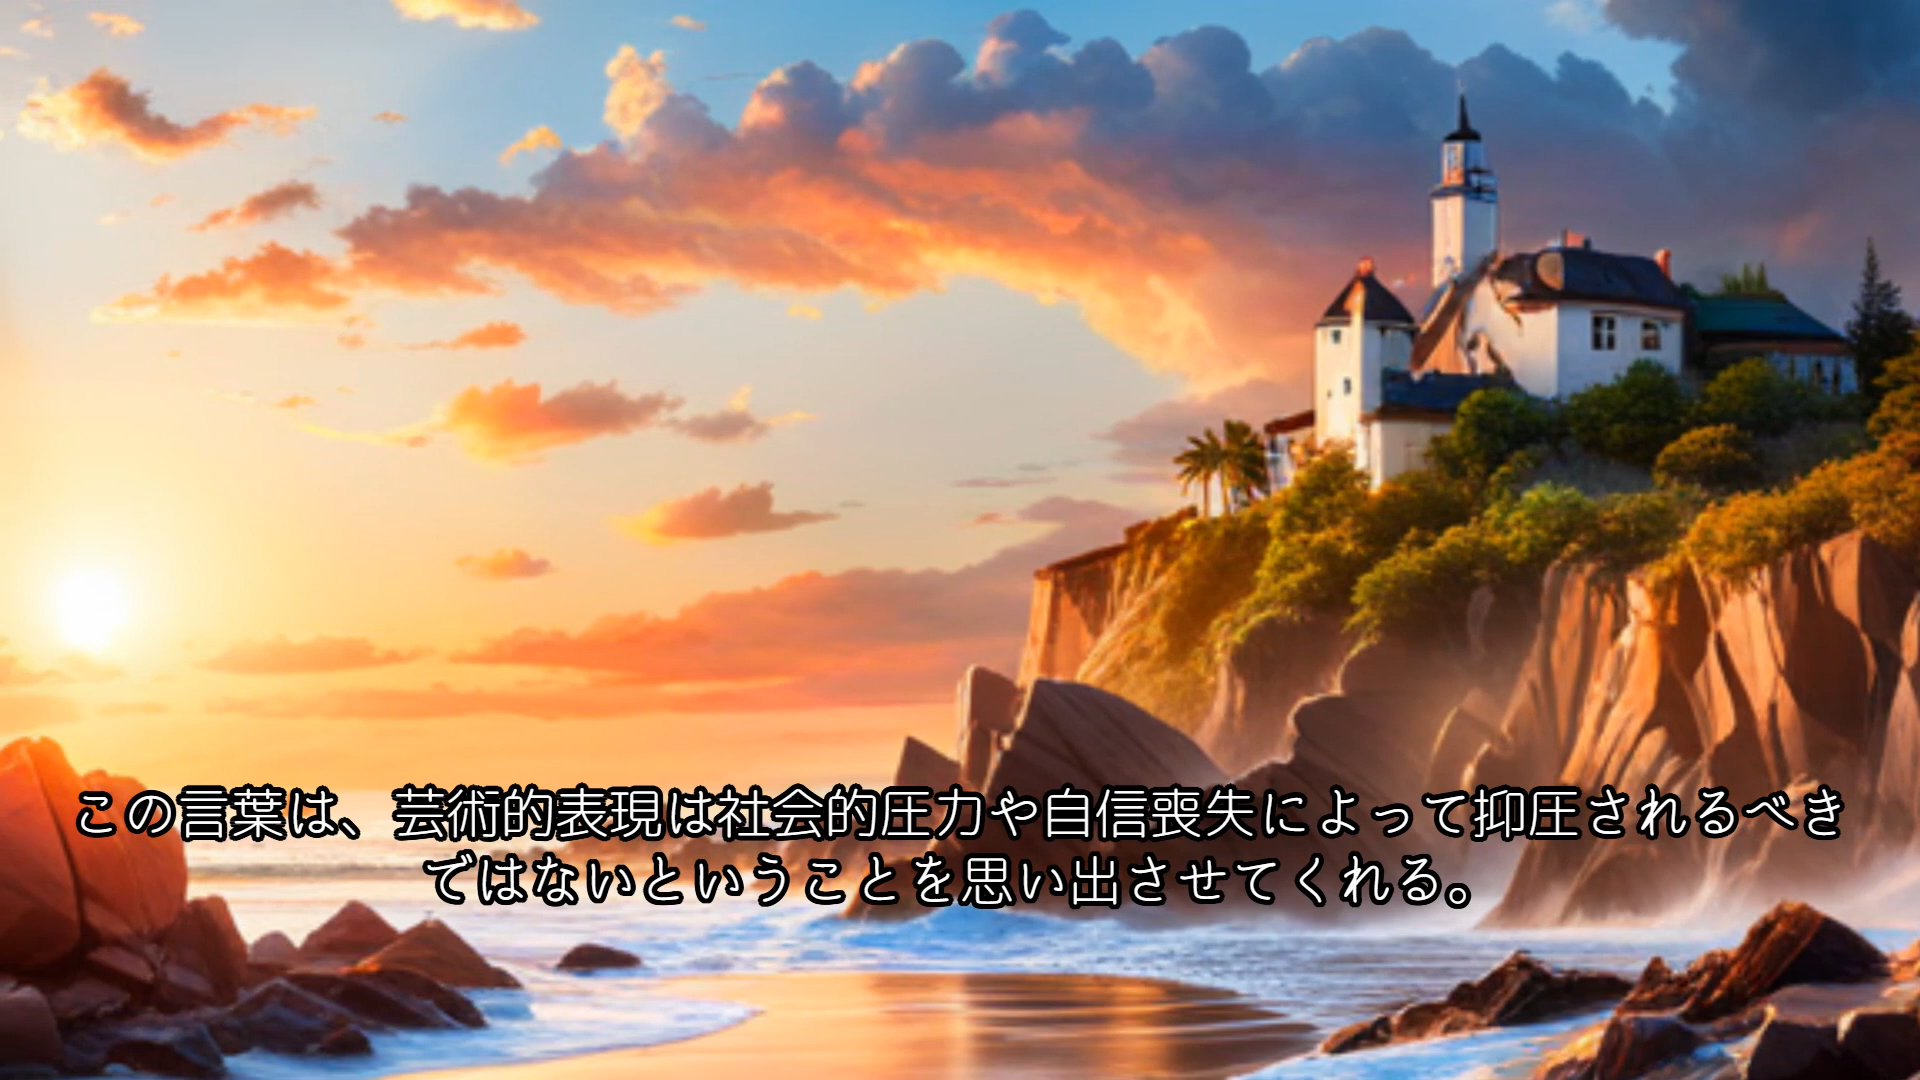 この言葉は、芸術的表現は社会的圧力や自信喪失によって抑圧されるべき
ではないということを思い出させてくれる。